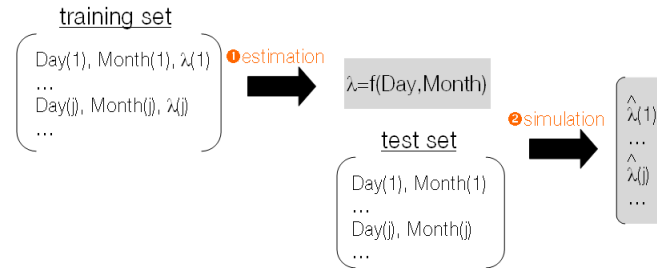 training set
Day(1), Month(1), λ(1)
...
Day(j), Month(j), λ(j)
...
❶estimation
λ=f(Day,Month)
test set
Day(1), Month(1)
...
Day(j), Month(j)
...
❷simulation
λ̂(1)
...
λ̂(j)
...